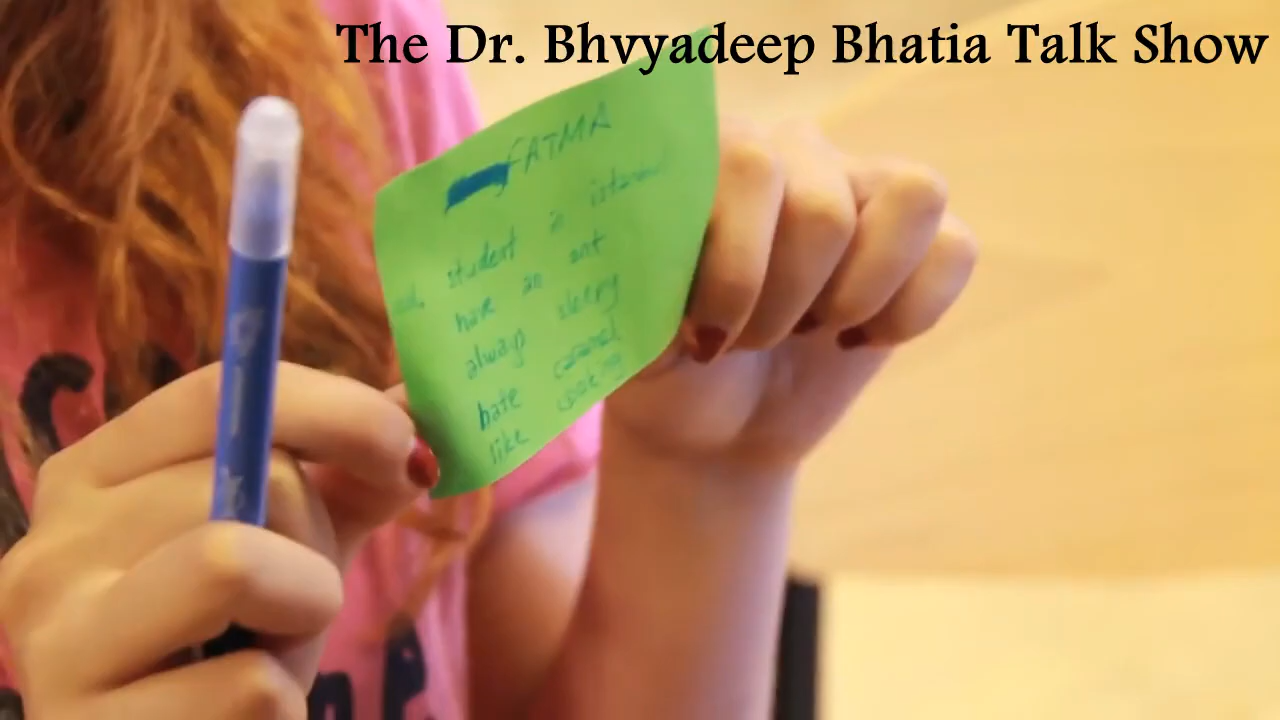 The Dr. Bhvyadeep Bhatia Talk Show
FATMA
student in istanbul
have an ant
always sleepy
hate caramel
like cooking